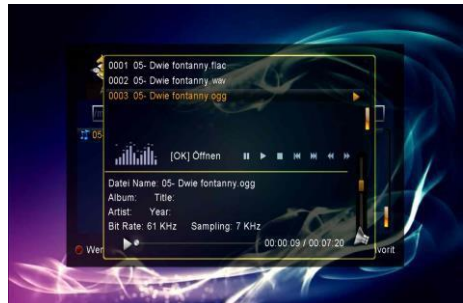 0001 05- Dwie fontanny.flac
0002 05- Dwie fontanny.wav
0003 05- Dwie fontanny.ogg
05-
[OK] Öffnen
Datei Name: 05- Dwie fontanny.ogg
Album: Title:
Artist: Year:
Bit Rate: 61 KHz Sampling: 7 KHz
00:00:09 / 00:07:20
Wer
vorit